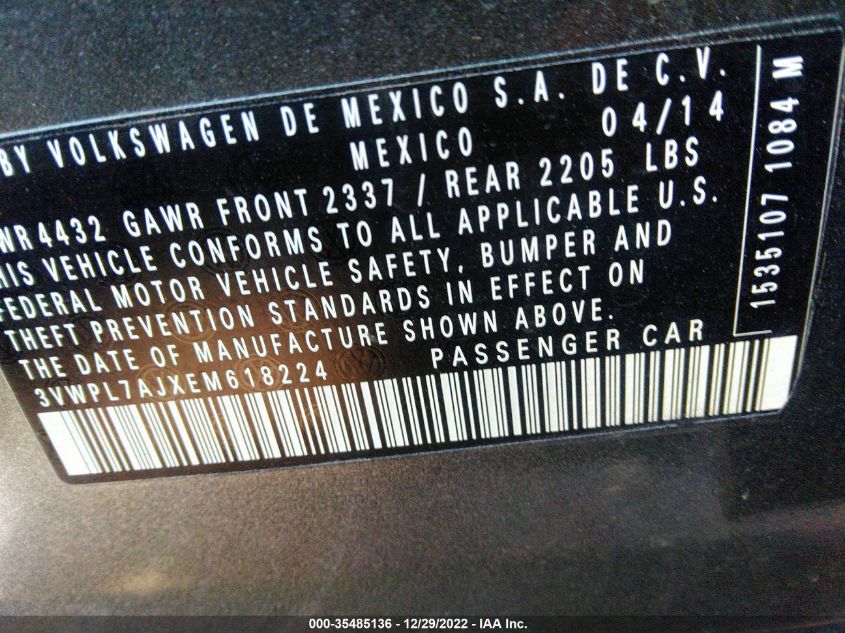 BY VOLKSWAGEN DE MEXICO S.A. DE C.V.
MEXICO 04/14
WR4432 GAWR FRONT 2337 / REAR 2205 LBS
HIS VEHICLE CONFORMS TO ALL APPLICABLE U.S.
FEDERAL MOTOR VEHICLE SAFETY, BUMPER AND
THEFT PREVENTION STANDARDS IN EFFECT ON
THE DATE OF MANUFACTURE SHOWN ABOVE.
3VWPL7AJXEM618224 PASSENGER CAR
1535107 1084 M
000-35485136 - 12/29/2022 - IAA Inc.